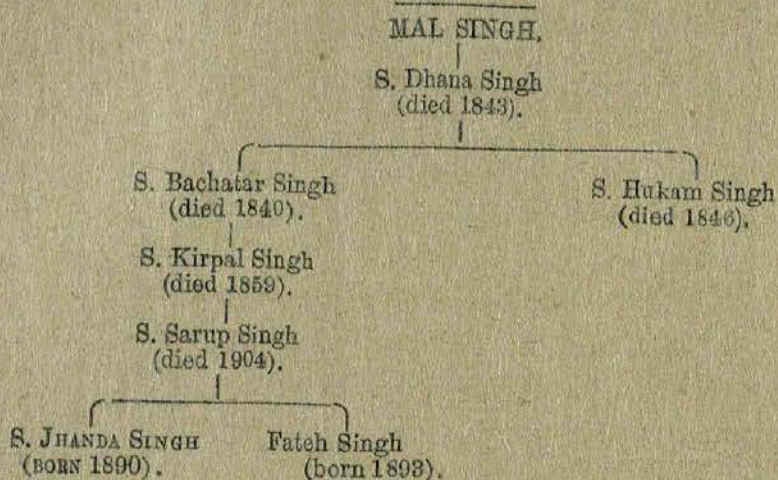 MAL SINGH,
S. Dhana Singh
(died 1843).
S. Bachatar Singh
(died 1840).
S. Hukam Singh
(died 1846).
S. Kirpal Singh
(died 1859).
S. Sarup Singh
(died 1904).
S. JHANDA SINGH
(BORN 1890).
Fateh Singh
(born 1893).